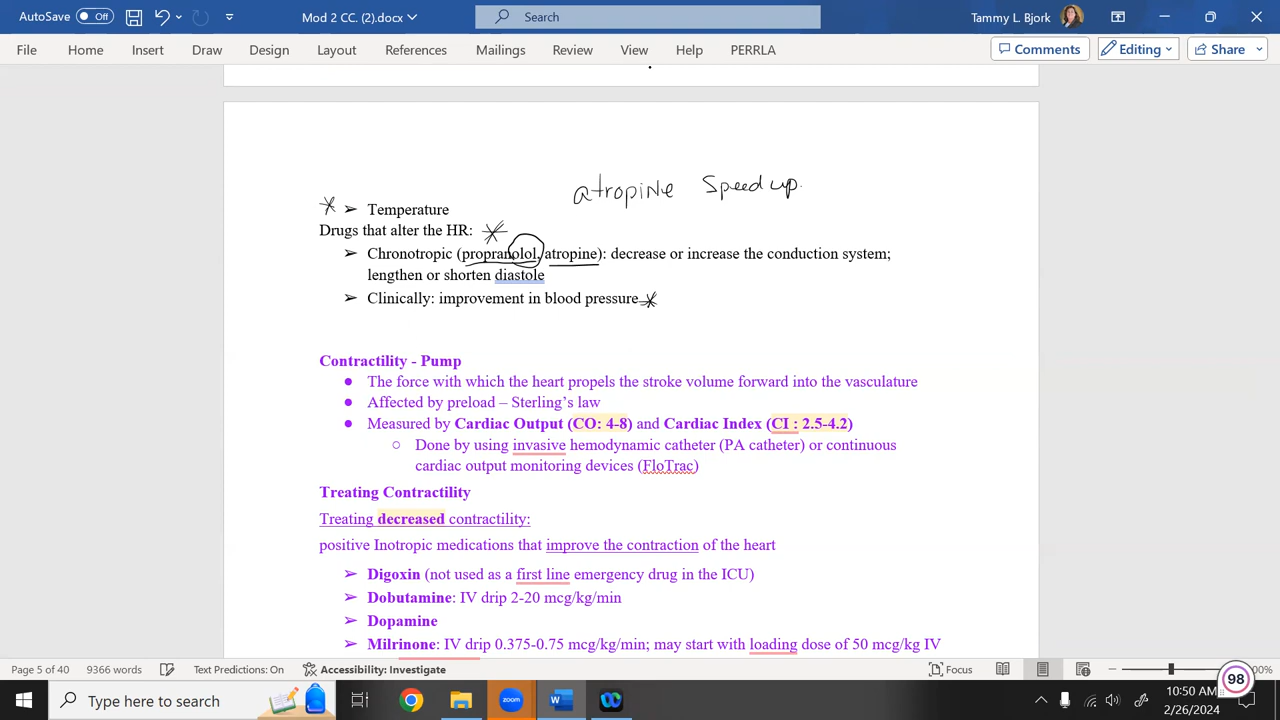 AutoSave Off Mod 2 CC. (2).docx Search Tammy L. Bjork
File Home Insert Draw Design Layout References Mailings Review View Help PERRLA Comments Editing Share
atropine Speed up.
➢ Temperature
Drugs that alter the HR:
➢ Chronotropic (propranolol, atropine): decrease or increase the conduction system;
lengthen or shorten diastole
➢ Clinically: improvement in blood pressure
Contractility - Pump
● The force with which the heart propels the stroke volume forward into the vasculature
● Affected by preload – Sterling's law
● Measured by Cardiac Output (CO: 4-8) and Cardiac Index (CI : 2.5-4.2)
○ Done by using invasive hemodynamic catheter (PA catheter) or continuous
cardiac output monitoring devices (FloTrac)
Treating Contractility
Treating decreased contractility:
positive Inotropic medications that improve the contraction of the heart
➢ Digoxin (not used as a first line emergency drug in the ICU)
➢ Dobutamine: IV drip 2-20 mcg/kg/min
➢ Dopamine
➢ Milrinone: IV drip 0.375-0.75 mcg/kg/min; may start with loading dose of 50 mcg/kg IV
Page 5 of 40 9366 words Text Predictions: On Accessibility: Investigate Focus 00%
98
Type here to search zoom 10:50 AM
2/26/2024